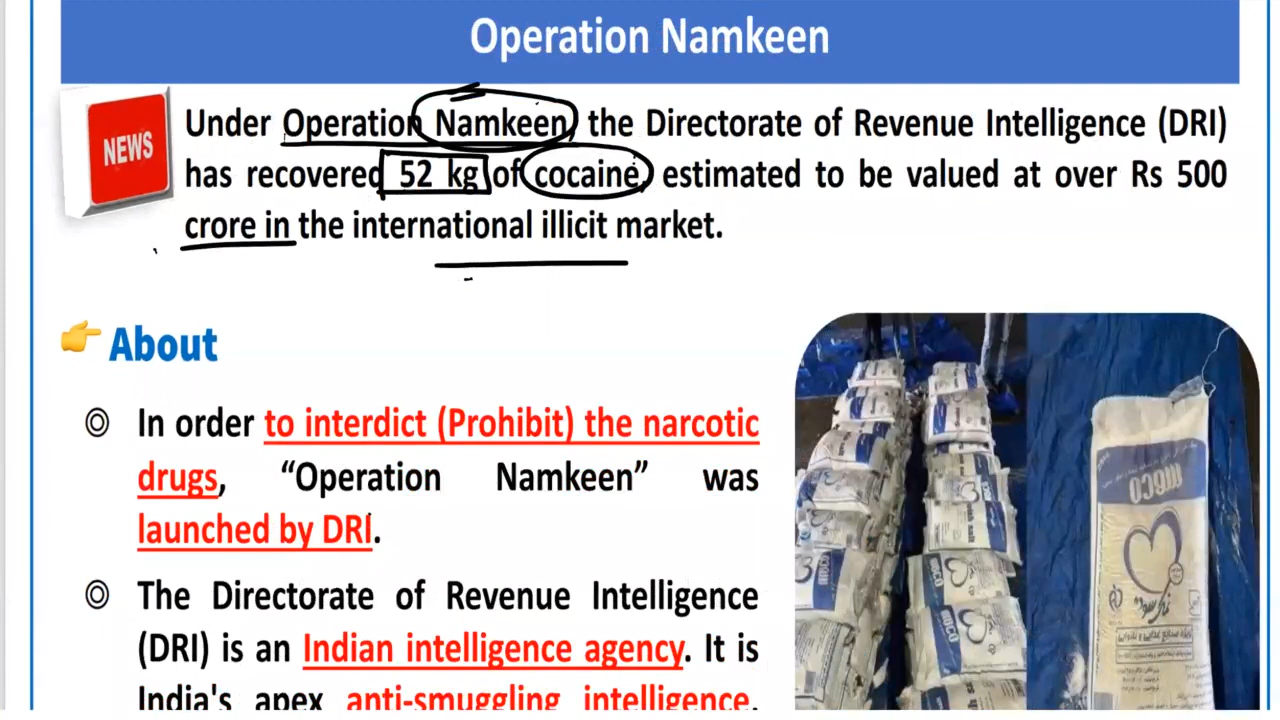 Operation Namkeen
NEWS
Under Operation Namkeen, the Directorate of Revenue Intelligence (DRI)
has recovered 52 kg of cocaine, estimated to be valued at over Rs 500
crore in the international illicit market.
About
In order to interdict (Prohibit) the narcotic
drugs, “Operation Namkeen” was
launched by DRI.
The Directorate of Revenue Intelligence
(DRI) is an Indian intelligence agency. It is
India's apex anti-smuggling intelligence,